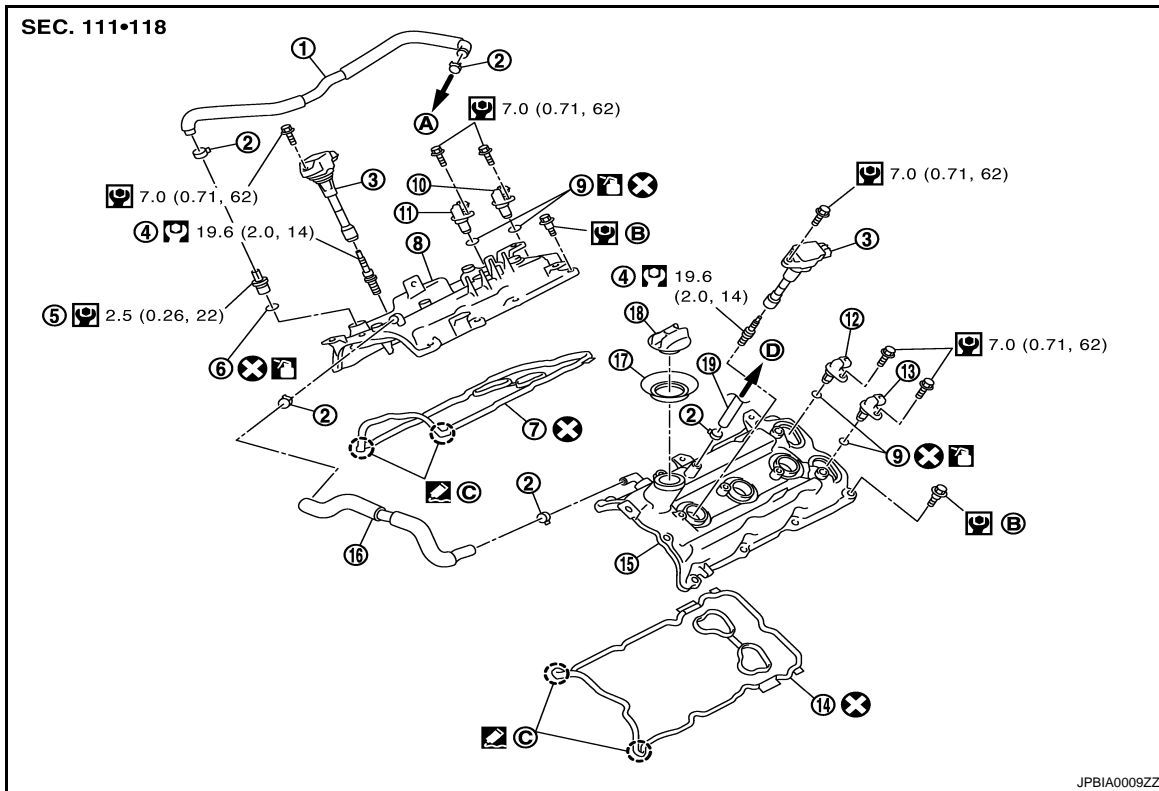 SEC. 111•118
1
2
A
7.0 (0.71, 62)
2
3
7.0 (0.71, 62)
10
9
11
7.0 (0.71, 62)
4 19.6 (2.0, 14)
8
B
3
4 19.6
(2.0, 14)
5 2.5 (0.26, 22)
18
12
6
D
7.0 (0.71, 62)
17
19
13
2
2
7
9
C
2
16
B
15
14
C
JPBIA0009ZZ